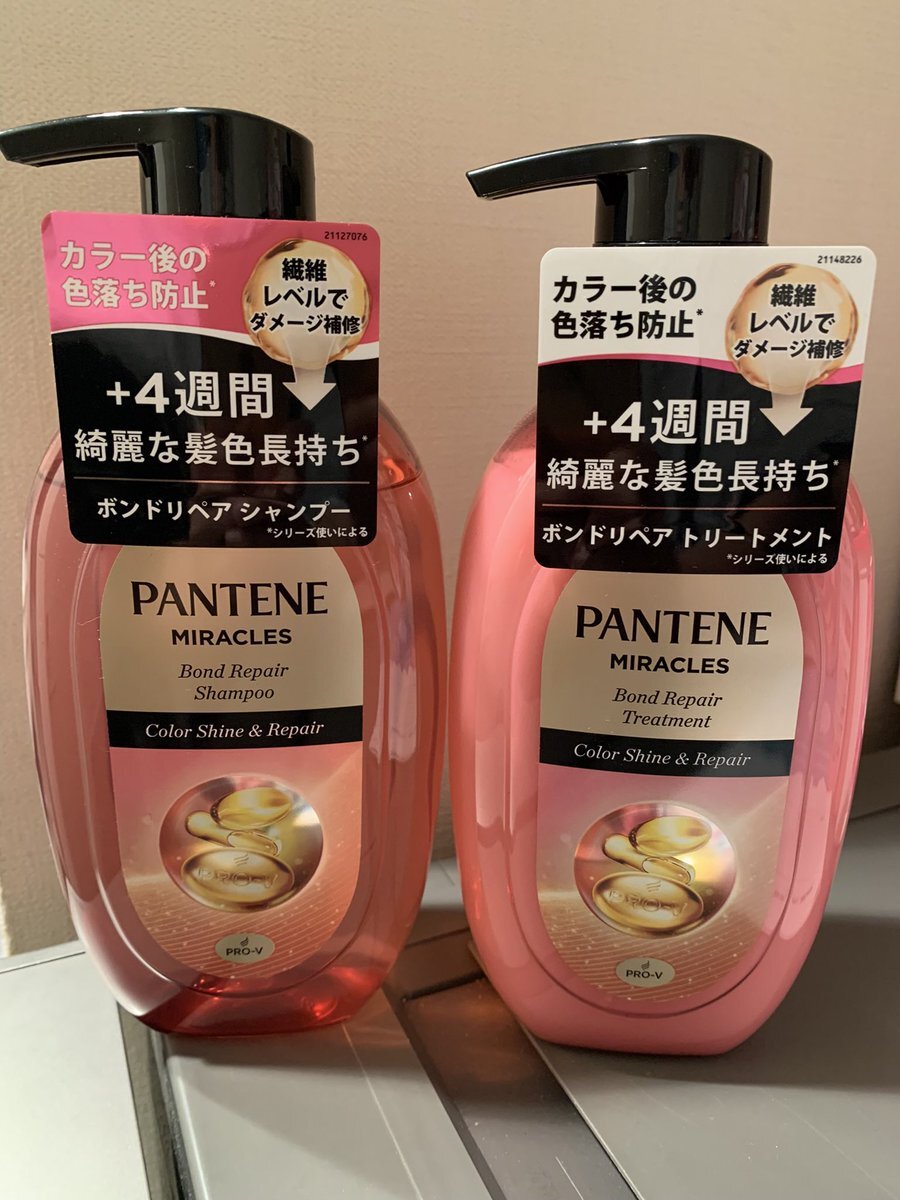 21127076
カラー後の
色落ち防止*
繊維
レベルで
ダメージ補修
+4週間
綺麗な髪色長持ち*
ボンドリペア シャンプー
*シリーズ使いによる
PANTENE
MIRACLES
Bond Repair
Shampoo
Color Shine & Repair
PRO-V
PRO-V
21148226
カラー後の
色落ち防止*
繊維
レベルで
ダメージ補修
+4週間
綺麗な髪色長持ち*
ボンドリペア トリートメント
*シリーズ使いによる
PANTENE
MIRACLES
Bond Repair
Treatment
Color Shine & Repair
PRO-V
PRO-V